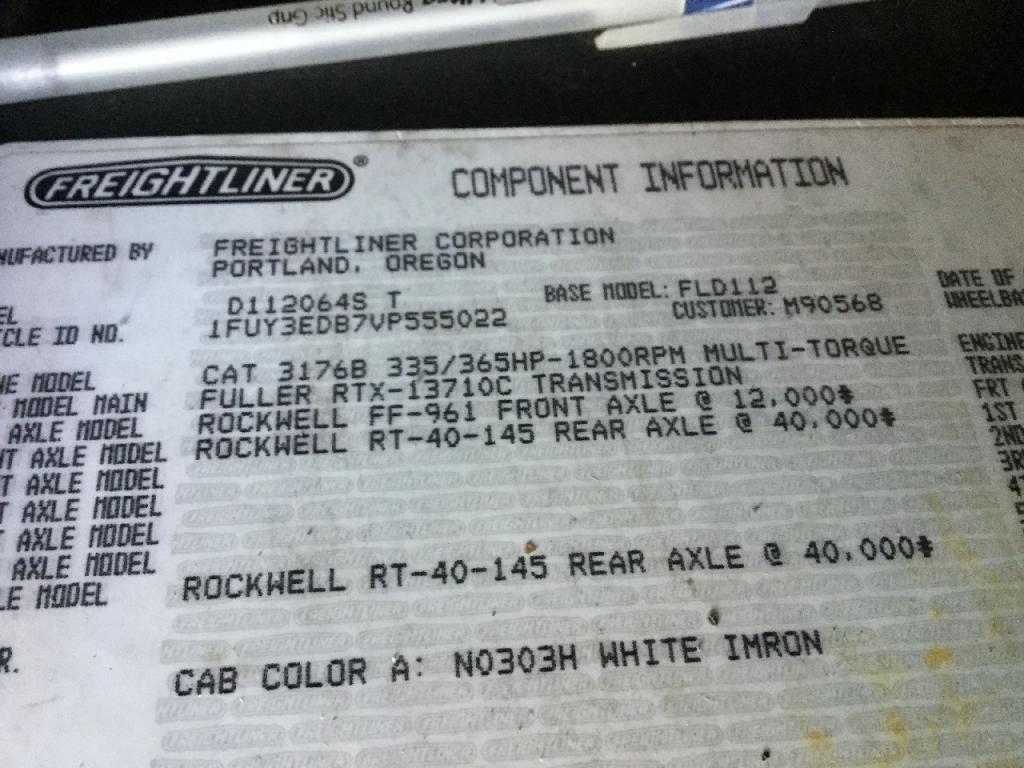 Round Stic Grip
FREIGHTLINER®
COMPONENT INFORMATION
NUFACTURED BY FREIGHTLINER CORPORATION
PORTLAND, OREGON
EL D112064S T BASE MODEL: FLD112 DATE OF
CLE ID NO. 1FUY3EDB7VP555022 CUSTOMER: M90568 WHEELBA
NE MODEL CAT 3176B 335/365HP-1800RPM MULTI-TORQUE ENGINE
MODEL MAIN FULLER RTX-13710C TRANSMISSION TRANS
AXLE MODEL ROCKWELL FF-961 FRONT AXLE @ 12,000# FRT
NT AXLE MODEL ROCKWELL RT-40-145 REAR AXLE @ 40,000# 1ST
T AXLE MODEL 2ND
T AXLE MODEL 3R
T AXLE MODEL 4T
AXLE MODEL
LE MODEL ROCKWELL RT-40-145 REAR AXLE @ 40,000#
R. CAB COLOR A: N0303H WHITE IMRON